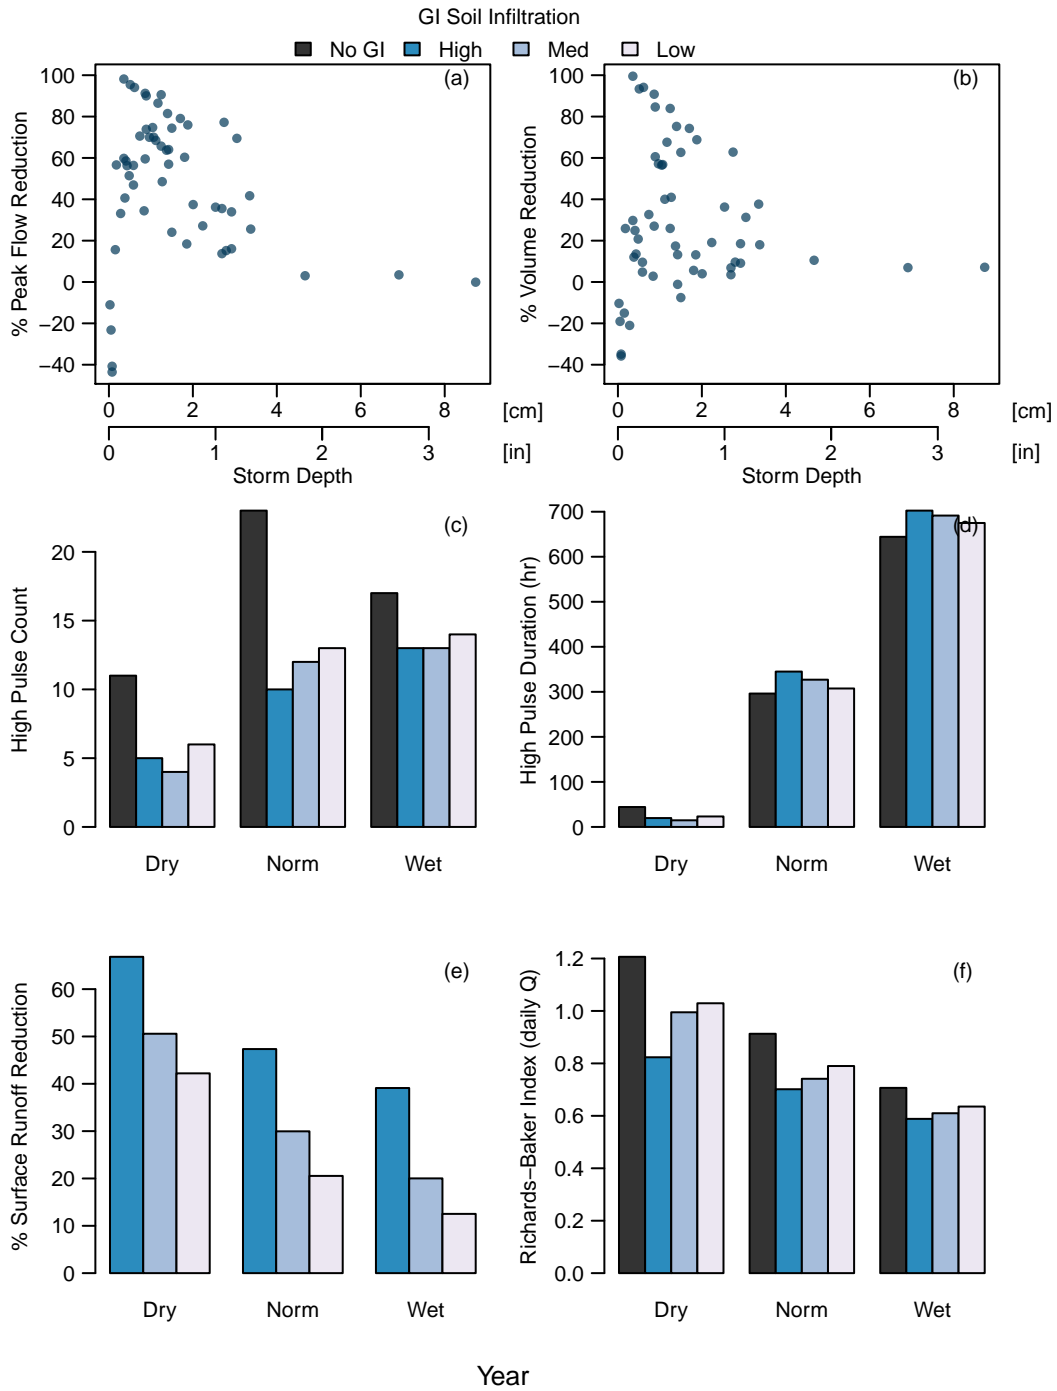 GI Soil Infiltration
No GI High Med Low
(a)
% Peak Flow Reduction
100
80
60
40
20
0
−20
−40
0 2 4 6 8 [cm]
0 1 2 3 [in]
Storm Depth
(b)
% Volume Reduction
100
80
60
40
20
0
−20
−40
0 2 4 6 8 [cm]
0 1 2 3 [in]
Storm Depth
(c)
High Pulse Count
20
15
10
5
0
Dry Norm Wet
(d)
High Pulse Duration (hr)
700
600
500
400
300
200
100
0
Dry Norm Wet
(e)
% Surface Runoff Reduction
60
50
40
30
20
10
0
Dry Norm Wet
(f)
Richards−Baker Index (daily Q)
1.2
1.0
0.8
0.6
0.4
0.2
0.0
Dry Norm Wet
Year